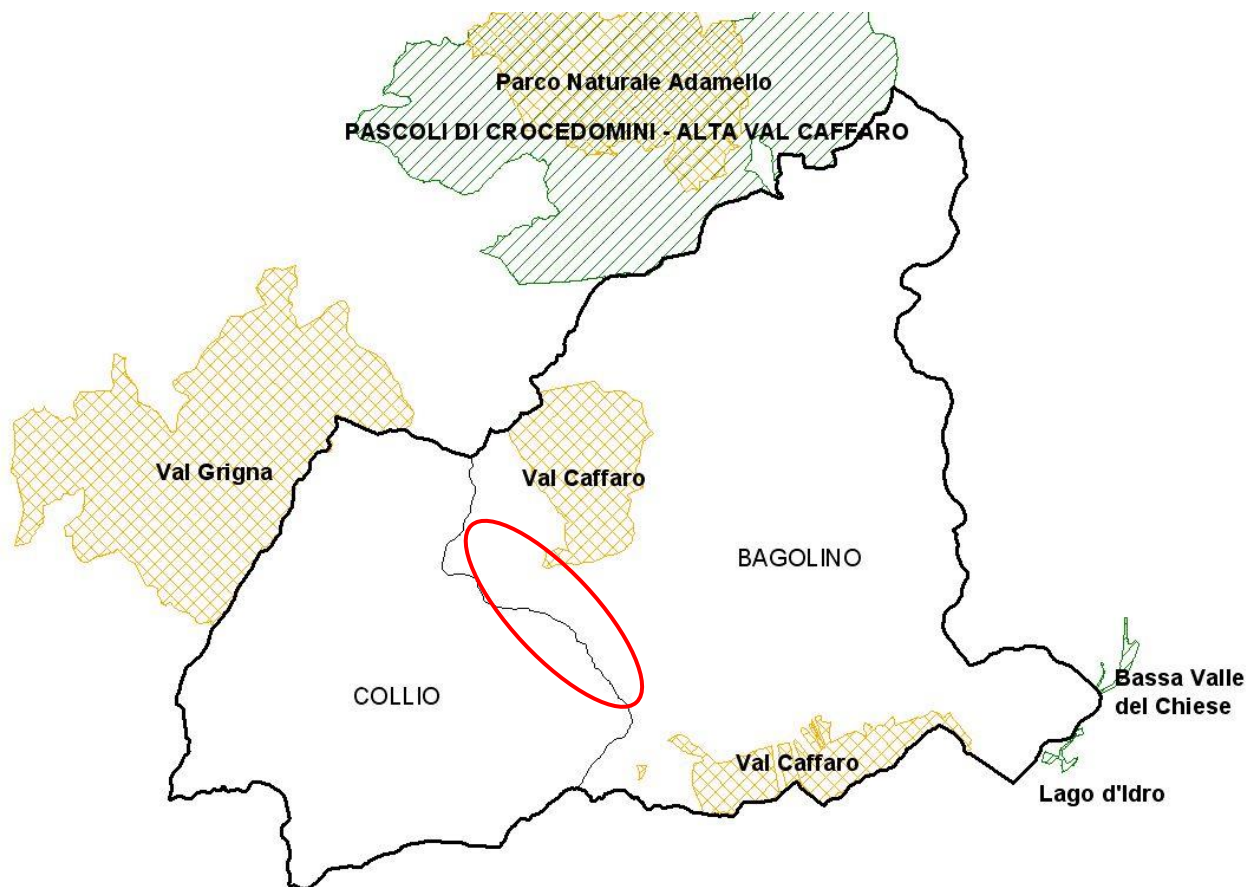 Parco Naturale Adamello
PASCOLI DI CROCEDOMINI - ALTA VAL CAFFARO
Val Grigna
Val Caffaro
BAGOLINO
COLLIO
Bassa Valle
del Chiese
Val Caffaro
Lago d'Idro